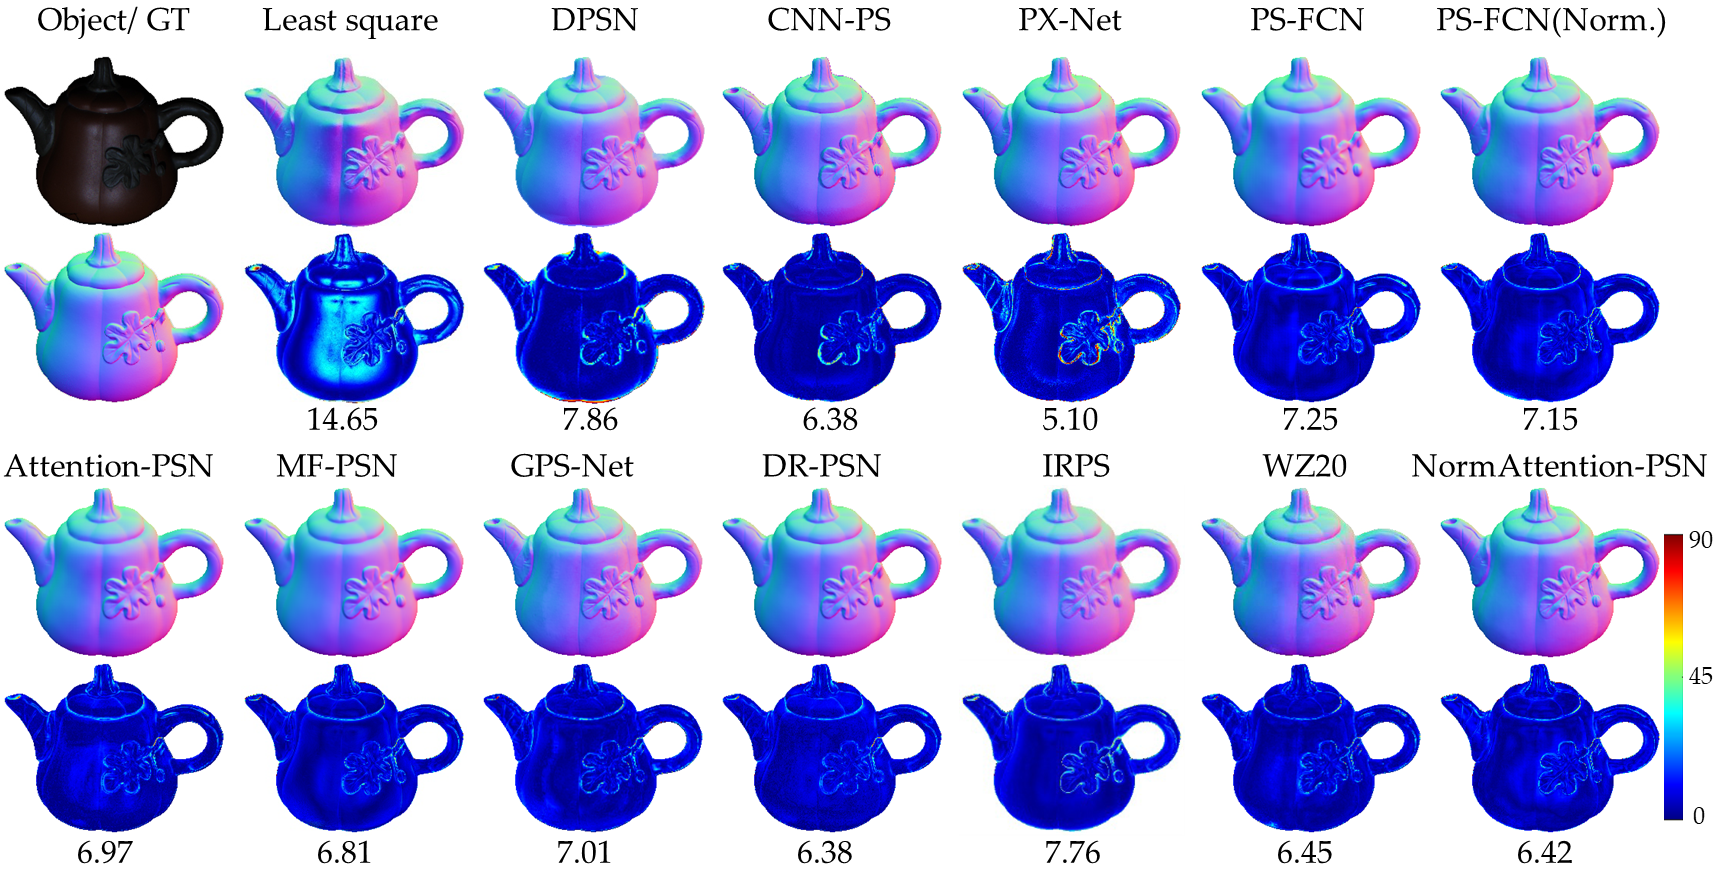 Object/ GT Least square DPSN CNN-PS PX-Net PS-FCN PS-FCN(Norm.)
14.65 7.86 6.38 5.10 7.25 7.15
Attention-PSN MF-PSN GPS-Net DR-PSN IRPS WZ20 NormAttention-PSN
90
45
0
6.97 6.81 7.01 6.38 7.76 6.45 6.42